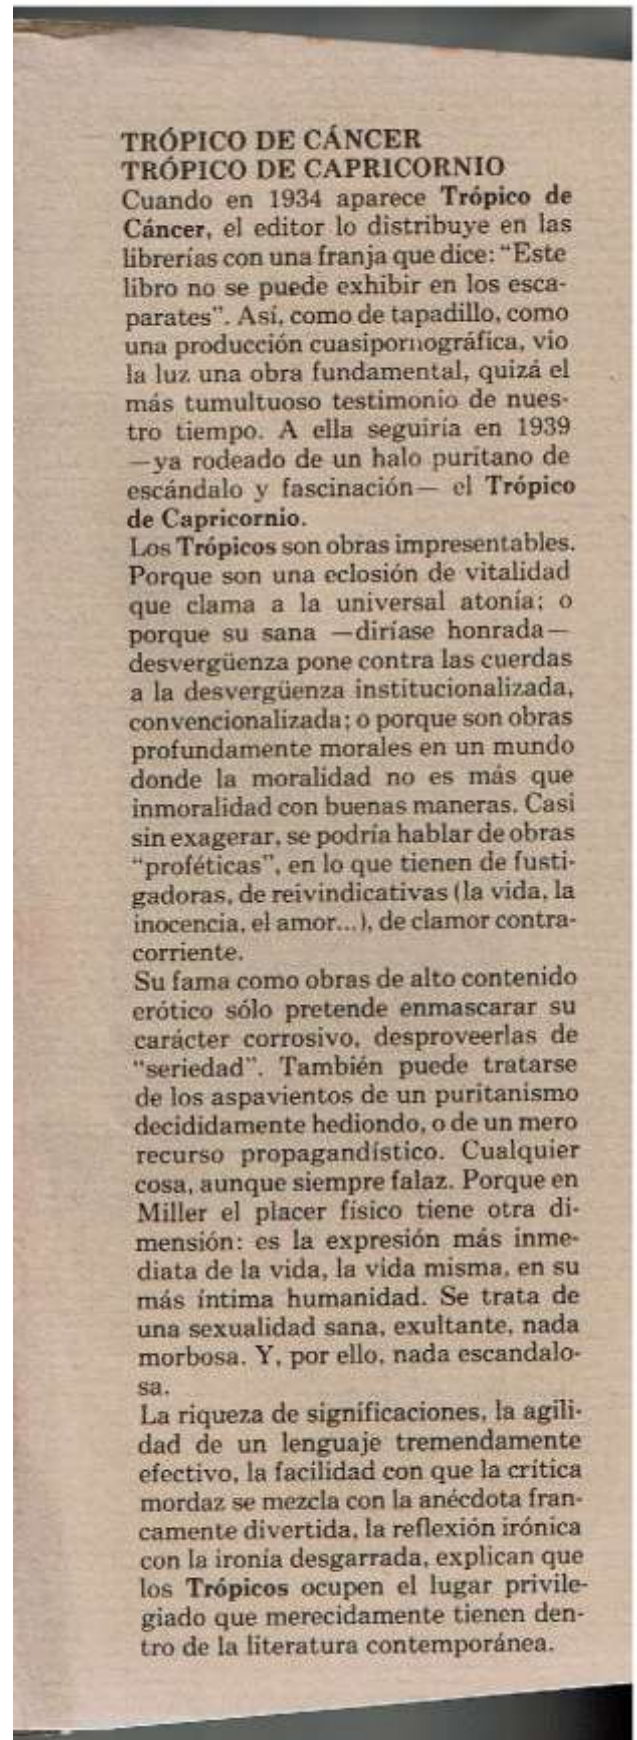 TRÓPICO DE CÁNCER
TRÓPICO DE CAPRICORNIO
Cuando en 1934 aparece Trópico de
Cáncer, el editor lo distribuye en las
librerías con una franja que dice: “Este
libro no se puede exhibir en los esca-
parates”. Así, como de tapadillo, como
una producción cuasipornográfica, vio
la luz una obra fundamental, quizá el
más tumultuoso testimonio de nues-
tro tiempo. A ella seguiría en 1939
—ya rodeado de un halo puritano de
escándalo y fascinación— el Trópico
de Capricornio.
Los Trópicos son obras impresentables.
Porque son una eclosión de vitalidad
que clama a la universal atonía; o
porque su sana —diríase honrada—
desvergüenza pone contra las cuerdas
a la desvergüenza institucionalizada,
convencionalizada; o porque son obras
profundamente morales en un mundo
donde la moralidad no es más que
inmoralidad con buenas maneras. Casi
sin exagerar, se podría hablar de obras
“proféticas”, en lo que tienen de fusti-
gadoras, de reivindicativas (la vida, la
inocencia, el amor...), de clamor contra-
corriente.
Su fama como obras de alto contenido
erótico sólo pretende enmascarar su
carácter corrosivo, desproveerlas de
“seriedad”. También puede tratarse
de los aspavientos de un puritanismo
decididamente hediondo, o de un mero
recurso propagandístico. Cualquier
cosa, aunque siempre falaz. Porque en
Miller el placer físico tiene otra di-
mensión: es la expresión más inme-
diata de la vida, la vida misma, en su
más íntima humanidad. Se trata de
una sexualidad sana, exultante, nada
morbosa. Y, por ello, nada escandalo-
sa.
La riqueza de significaciones, la agili-
dad de un lenguaje tremendamente
efectivo, la facilidad con que la crítica
mordaz se mezcla con la anécdota fran-
camente divertida, la reflexión irónica
con la ironía desgarrada, explican que
los Trópicos ocupen el lugar privile-
giado que merecidamente tienen den-
tro de la literatura contemporánea.